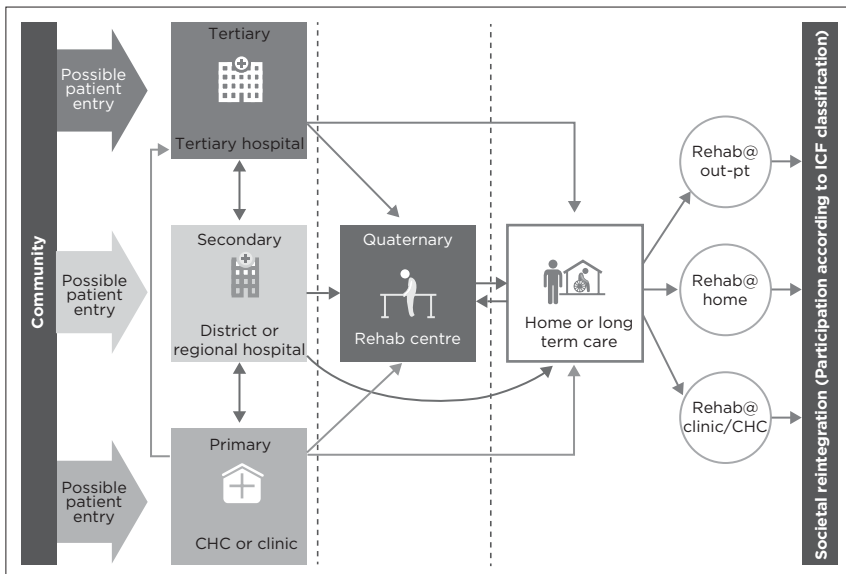 Community
Possible
patient
entry
Tertiary
Tertiary hospital
Possible
patient
entry
Secondary
District or
regional hospital
Possible
patient
entry
Primary
CHC or clinic
Quaternary
Rehab centre
Home or long
term care
Rehab@
out-pt
Rehab@
home
Rehab@
clinic/CHC
Societal reintegration (Participation according to ICF classification)